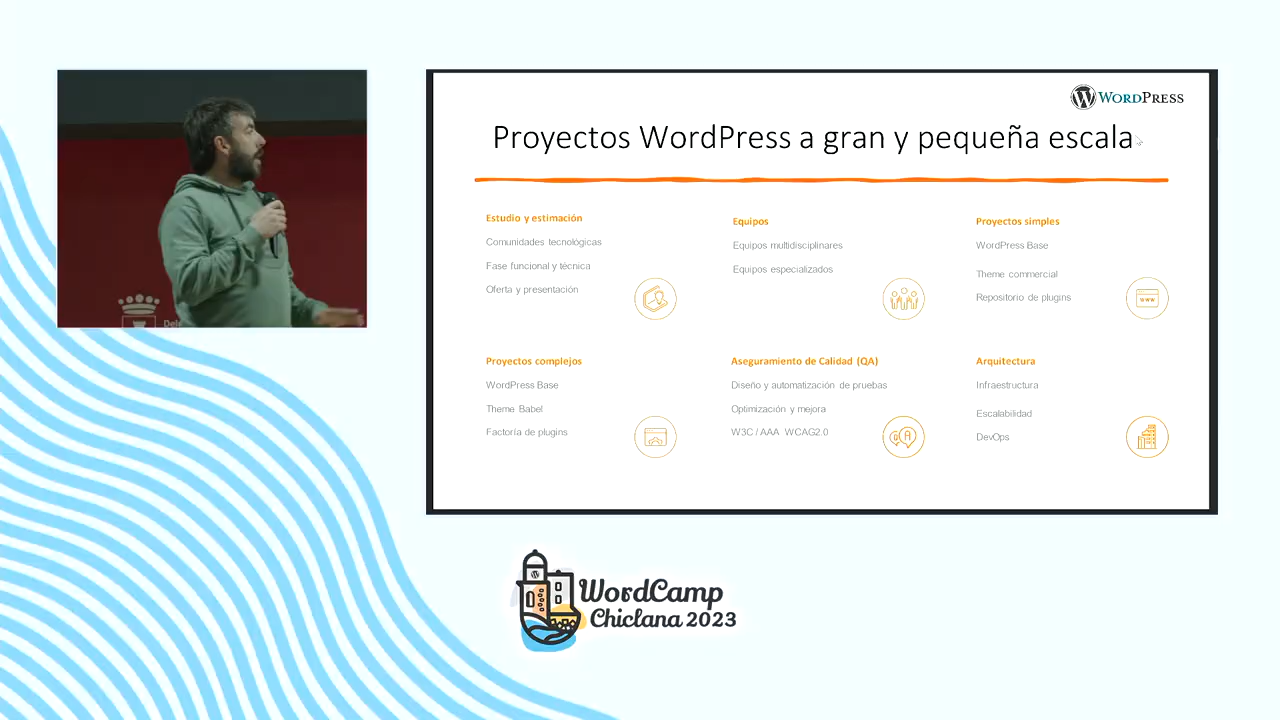 WORDPRESS
Proyectos WordPress a gran y pequeña escala
Estudio y estimación
Comunidades tecnológicas
Fase funcional y técnica
Oferta y presentación
Equipos
Equipos multidisciplinares
Equipos especializados
Proyectos simples
WordPress Base
Theme commercial
Repositorio de plugins
www
Proyectos complejos
WordPress Base
Theme Babel
Factoría de plugins
Aseguramiento de Calidad (QA)
Diseño y automatización de pruebas
Optimización y mejora
W3C / AAA WCAG2.0
Arquitectura
Infraestructura
Escalabilidad
DevOps
WordCamp
Chiclana 2023